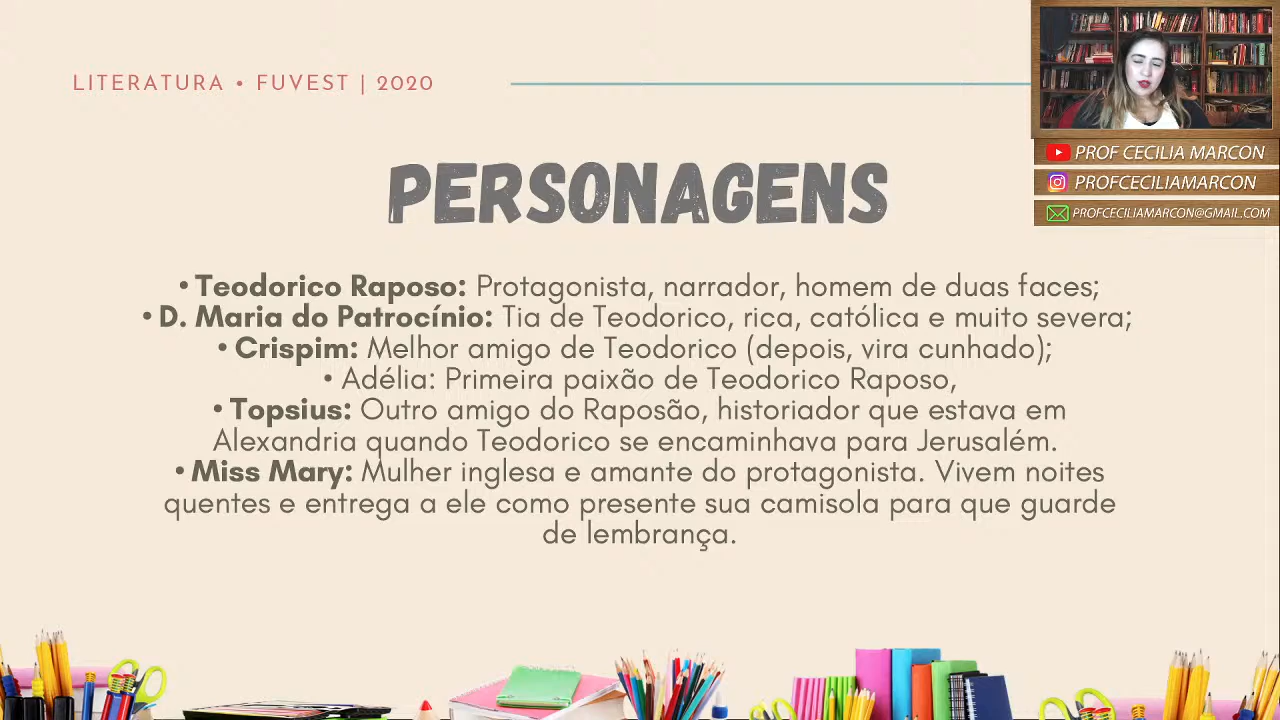 LITERATURA • FUVEST | 2020
PROF CECILIA MARCON
PROFCECILIAMARCON
PROFCECILIAMARCON@GMAIL.COM
PERSONAGENS
• Teodorico Raposo: Protagonista, narrador, homem de duas faces;
• D. Maria do Patrocínio: Tia de Teodorico, rica, católica e muito severa;
• Crispim: Melhor amigo de Teodorico (depois, vira cunhado);
• Adélia: Primeira paixão de Teodorico Raposo,
• Topsius: Outro amigo do Raposão, historiador que estava em
Alexandria quando Teodorico se encaminhava para Jerusalém.
• Miss Mary: Mulher inglesa e amante do protagonista. Vivem noites
quentes e entrega a ele como presente sua camisola para que guarde
de lembrança.